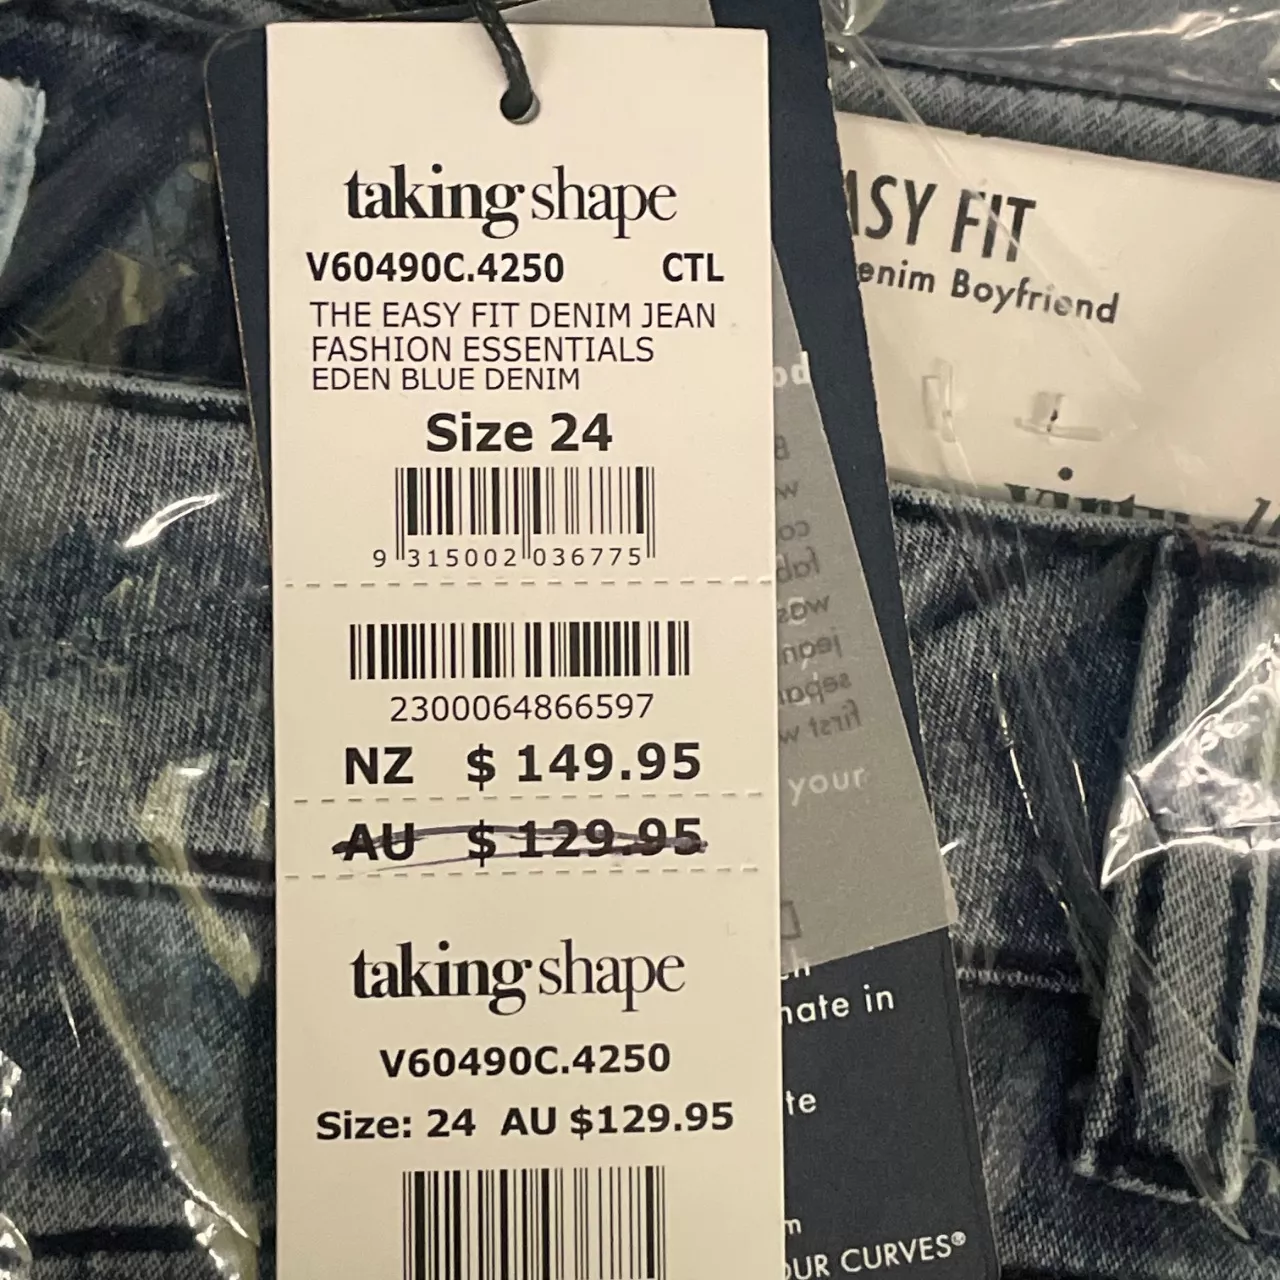 taking shape
V60490C.4250 CTL
THE EASY FIT DENIM JEAN
FASHION ESSENTIALS
EDEN BLUE DENIM
Size 24
9 315002 036775
2300064866597
NZ $ 149.95
AU $ 129.95
taking shape
V60490C.4250
Size: 24 AU $129.95
ASY FIT
enim Boyfriend
your
nate in
te
OUR CURVES®